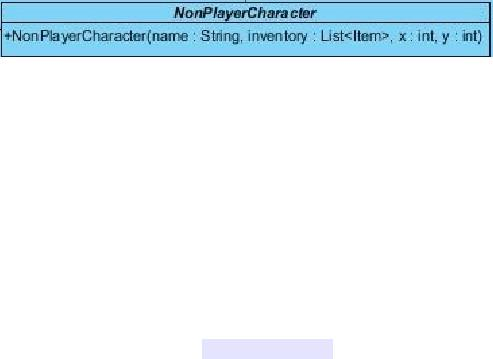 NonPlayerCharacter
+NonPlayerCharacter(name : String, inventory : List<Item>, x : int, y : int)